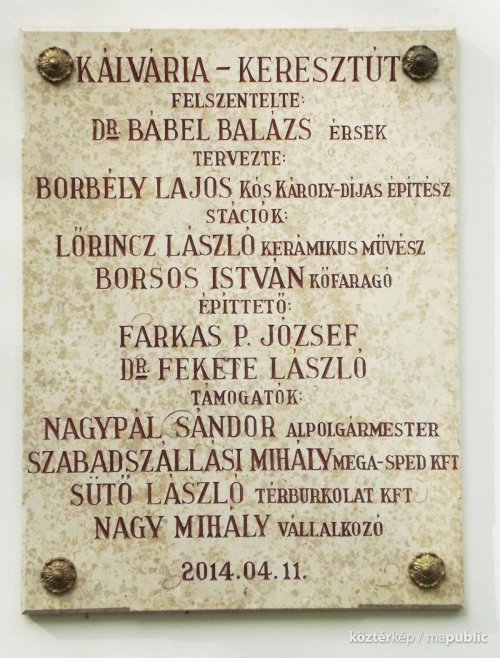 KÁLVÁRIA – KERESZTÚT
FELSZENTELTE:
DR. BÁBEL BALÁZS ÉRSEK
TERVEZTE:
BORBÉLY LAJOS KÓS KÁROLY-DÍJAS ÉPÍTÉSZ
STÁCIÓK:
LŐRINCZ LÁSZLÓ KERÁMIKUS MŰVÉSZ
BORSOS ISTVÁN KŐFARAGÓ
ÉPÍTTETŐ:
FARKAS P. JÓZSEF
DR. FEKETE LÁSZLÓ
TÁMOGATÓK:
NAGYPÁL SÁNDOR ALPOLGÁRMESTER
SZABADSZÁLLÁSI MIHÁLY MEGA-SPED KFT
SÜTŐ LÁSZLÓ TÉRBURKOLAT KFT
NAGY MIHÁLY VÁLLALKOZÓ
2014.04.11.
köztérkép / mapublic